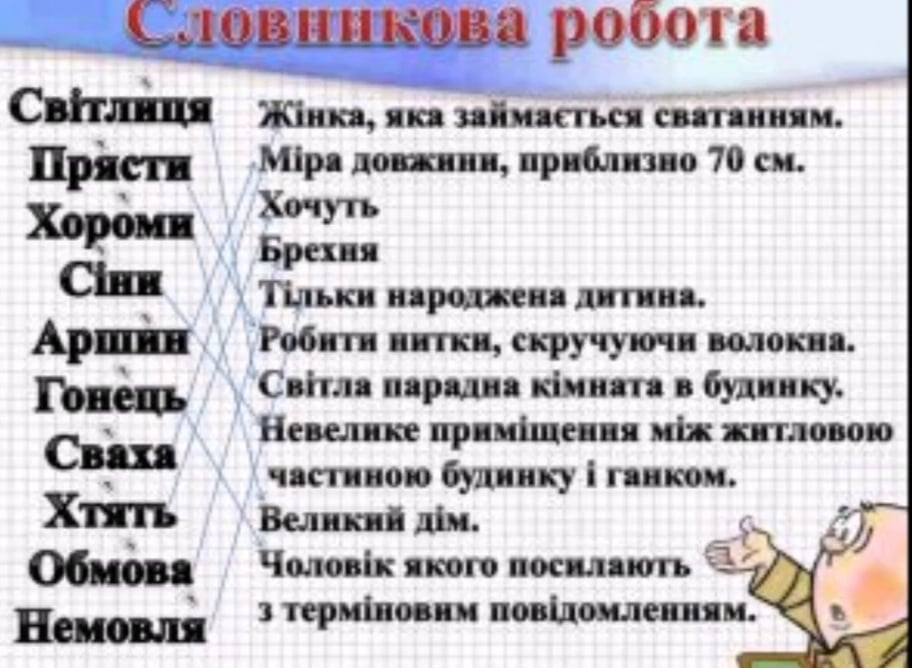 Словникова робота
Світлиця
Прясти
Хороми
Сіни
Аршин
Гонець
Сваха
Хтять
Обмова
Немовля
Жінка, яка займається сватанням.
Міра довжини, приблизно 70 см.
Хочуть
Брехня
Тільки народжена дитина.
Робити нитки, скручуючи волокна.
Світла парадна кімната в будинку.
Невелике приміщення між житловою
частиною будинку і ганком.
Великий дім.
Чоловік якого посилають
з терміновим повідомленням.